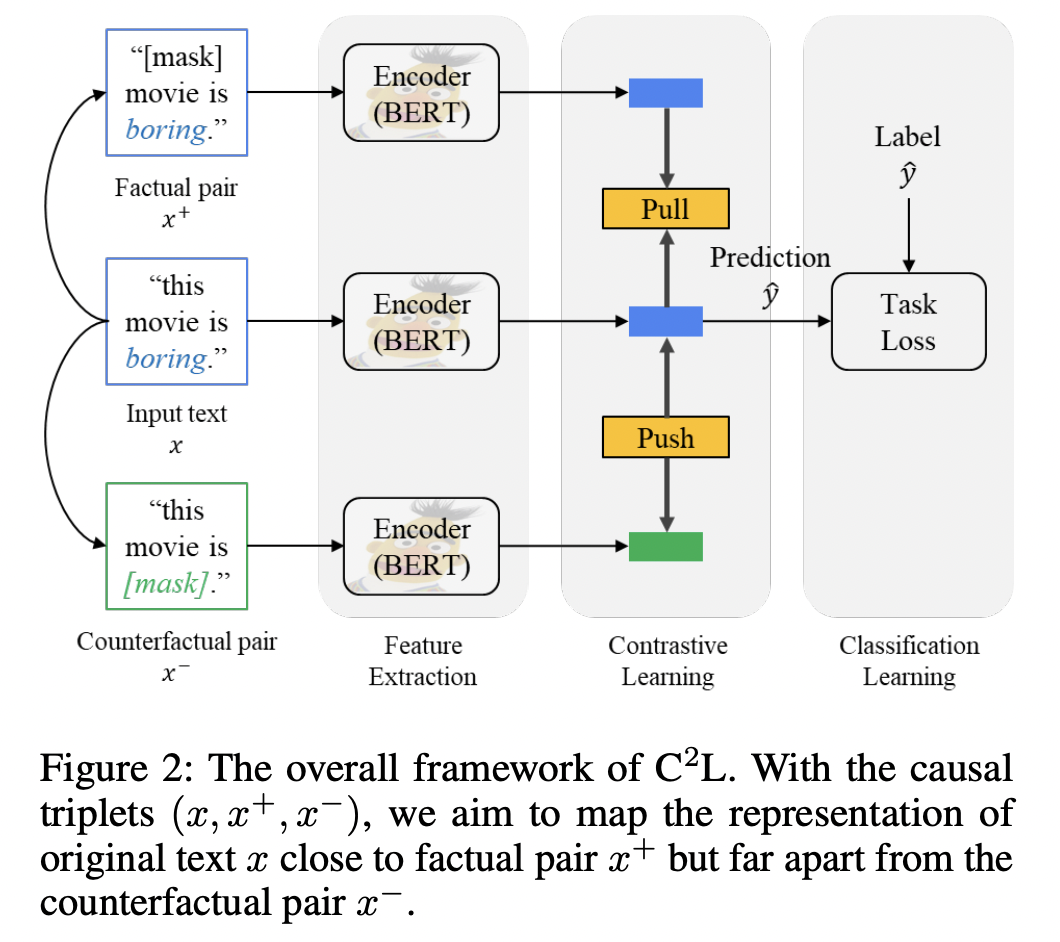 “[mask]
movie is
boring.”
Factual pair
x⁺
Encoder
(BERT)
Pull
Label
ŷ
“this
movie is
boring.”
Input text
x
Encoder
(BERT)
Prediction
ŷ
Task
Loss
Push
“this
movie is
[mask].”
Counterfactual pair
x⁻
Encoder
(BERT)
Feature
Extraction
Contrastive
Learning
Classification
Learning
Figure 2: The overall framework of C²L. With the causal
triplets (x, x⁺, x⁻), we aim to map the representation of
original text x close to factual pair x⁺ but far apart from the
counterfactual pair x⁻.